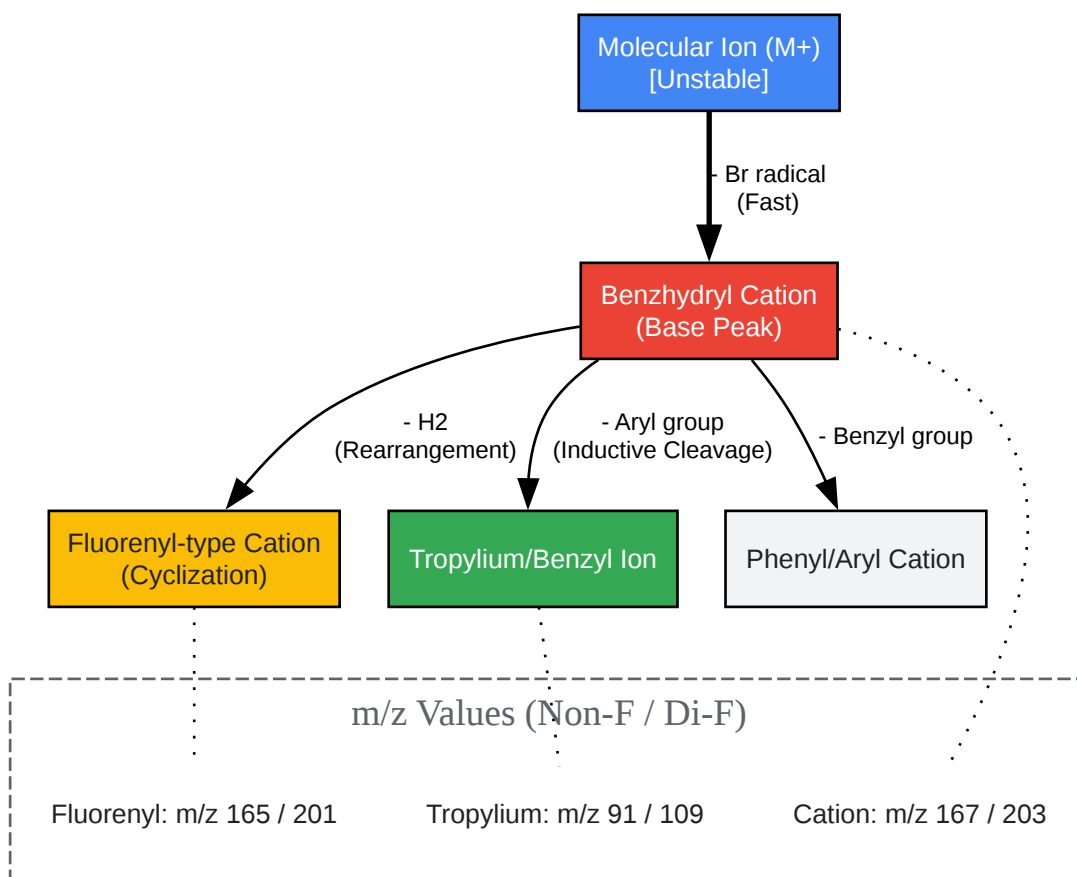 Molecular Ion (M+)
[Unstable]
- Br radical
(Fast)
Benzhydryl Cation
(Base Peak)
- H2
(Rearrangement)
- Aryl group
(Inductive Cleavage)
- Benzyl group
Fluorenyl-type Cation
(Cyclization)
Tropylium/Benzyl Ion
Phenyl/Aryl Cation
m/z Values (Non-F / Di-F)
Fluorenyl: m/z 165 / 201
Tropylium: m/z 91 / 109
Cation: m/z 167 / 203